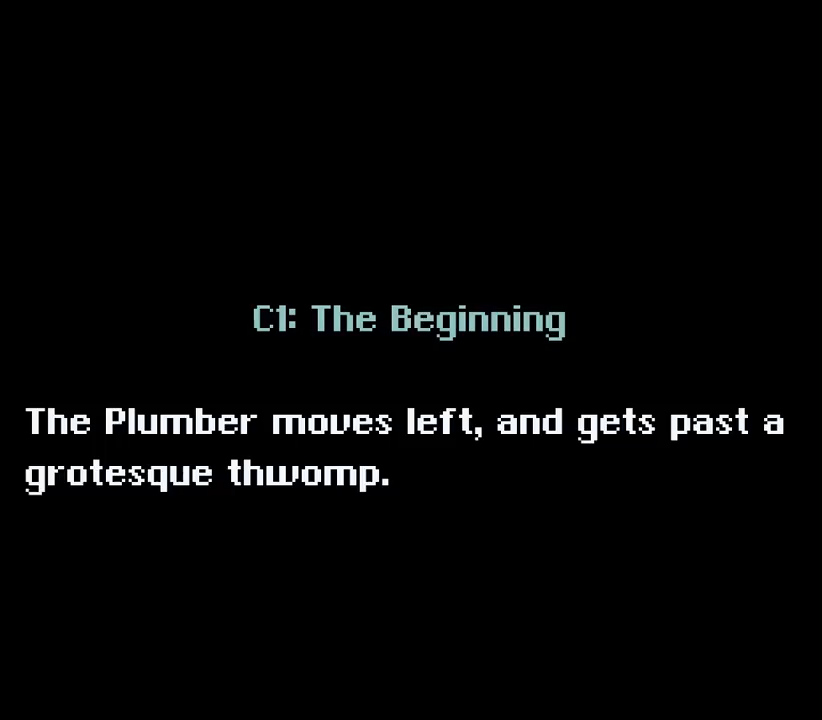 C1: The Beginning
The Plumber moves left, and gets past a
grotesque thwomp.